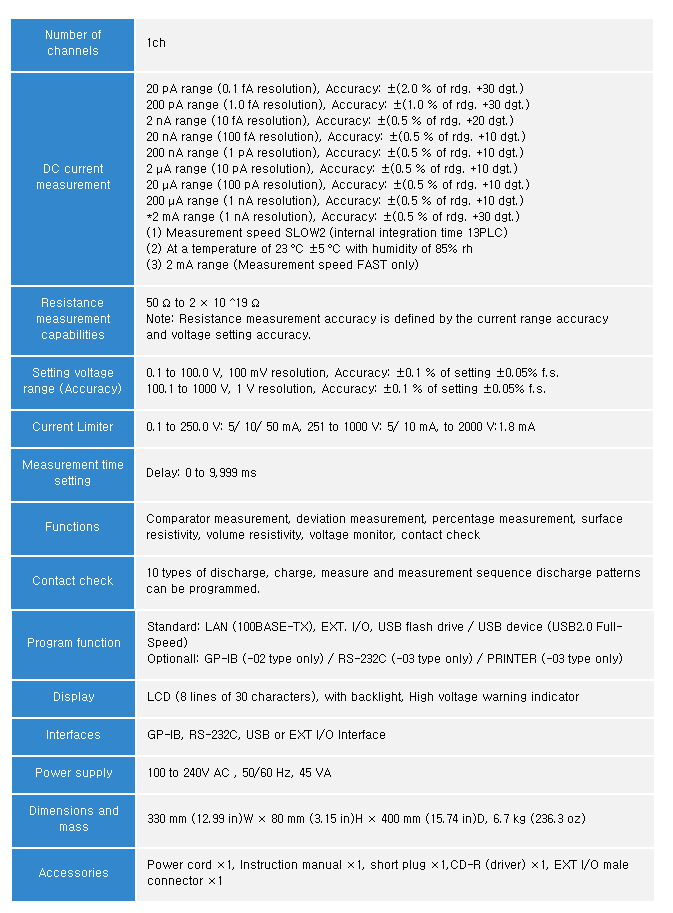 Number of
channels
1ch
DC current
measurement
20 pA range (0.1 fA resolution), Accuracy: ±(2.0 % of rdg. +30 dgt.)
200 pA range (1.0 fA resolution), Accuracy: ±(1.0 % of rdg. +30 dgt.)
2 nA range (10 fA resolution), Accuracy: ±(0.5 % of rdg. +20 dgt.)
20 nA range (100 fA resolution), Accuracy: ±(0.5 % of rdg. +10 dgt.)
200 nA range (1 pA resolution), Accuracy: ±(0.5 % of rdg. +10 dgt.)
2 μA range (10 pA resolution), Accuracy: ±(0.5 % of rdg. +10 dgt.)
20 μA range (100 pA resolution), Accuracy: ±(0.5 % of rdg. +10 dgt.)
200 μA range (1 nA resolution), Accuracy: ±(0.5 % of rdg. +10 dgt.)
*2 mA range (1 nA resolution), Accuracy: ±(0.5 % of rdg. +30 dgt.)
(1) Measurement speed SLOW2 (internal integration time 13PLC)
(2) At a temperature of 23 °C ±5 °C with humidity of 85% rh
(3) 2 mA range (Measurement speed FAST only)
Resistance
measurement
capabilities
50 Ω to 2 × 10 ^19 Ω
Note: Resistance measurement accuracy is defined by the current range accuracy
and voltage setting accuracy.
Setting voltage
range (Accuracy)
0.1 to 100.0 V, 100 mV resolution, Accuracy: ±0.1 % of setting ±0.05% f.s.
100.1 to 1000 V, 1 V resolution, Accuracy: ±0.1 % of setting ±0.05% f.s.
Current Limiter
0.1 to 250.0 V: 5/ 10/ 50 mA, 251 to 1000 V: 5/ 10 mA, to 2000 V:1.8 mA
Measurement time
setting
Delay: 0 to 9,999 ms
Functions
Comparator measurement, deviation measurement, percentage measurement, surface
resistivity, volume resistivity, voltage monitor, contact check
Contact check
10 types of discharge, charge, measure and measurement sequence discharge patterns
can be programmed.
Program function
Standard: LAN (100BASE-TX), EXT. I/O, USB flash drive / USB device (USB2.0 Full-
Speed)
Optionall: GP-IB (-02 type only) / RS-232C (-03 type only) / PRINTER (-03 type only)
Display
LCD (8 lines of 30 characters), with backlight, High voltage warning indicator
Interfaces
GP-IB, RS-232C, USB or EXT I/O Interface
Power supply
100 to 240V AC , 50/60 Hz, 45 VA
Dimensions and
mass
330 mm (12.99 in)W × 80 mm (3.15 in)H × 400 mm (15.74 in)D, 6.7 kg (236.3 oz)
Accessories
Power cord ×1, Instruction manual ×1, short plug ×1,CD-R (driver) ×1, EXT I/O male
connector ×1